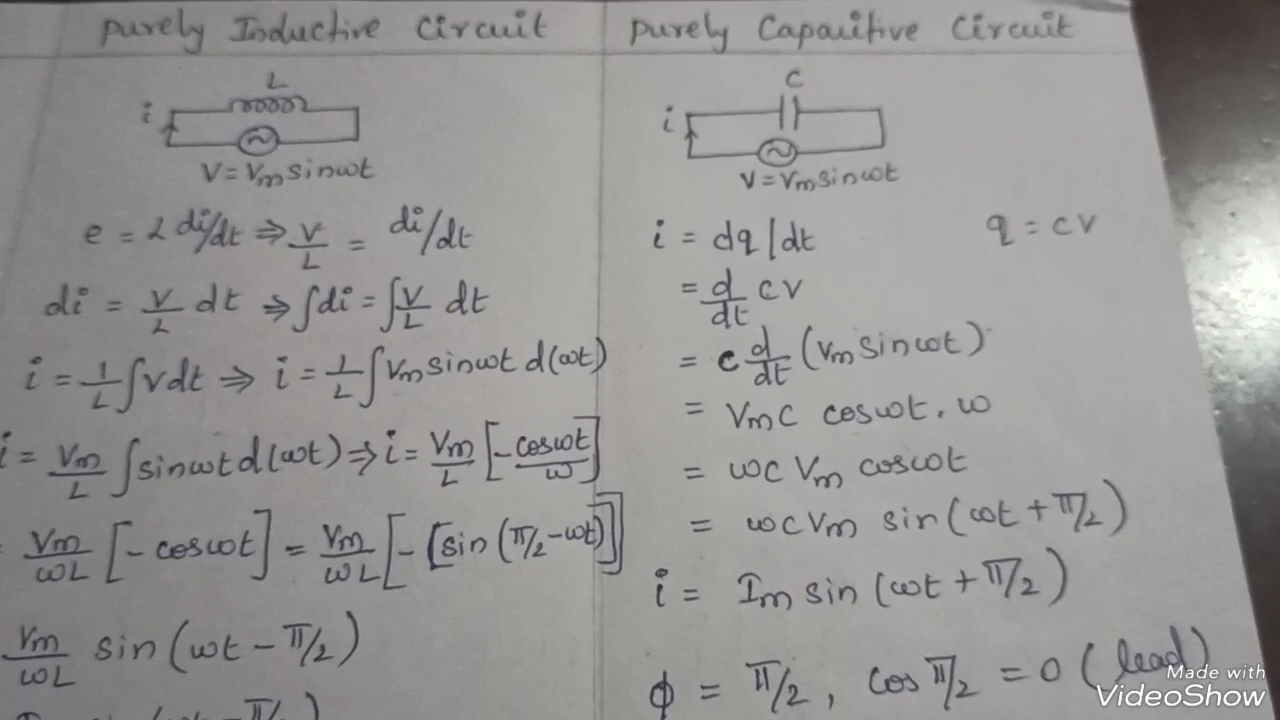 Purely Inductive Circuit
L
i
V = Vm sinωt
e = L di/dt ⇒ V/L = di/dt
di = V/L dt ⇒ ∫di = ∫V/L dt
i = 1/L ∫v dt ⇒ i = 1/L ∫Vm sinωt d(ωt)
i = Vm/L ∫sinωt d(ωt) ⇒ i = Vm/L [-cosωt/ω]
Vm/ωL [-cosωt] = Vm/ωL [-[sin(π/2-ωt)]]
Vm/ωL sin(ωt - π/2)
Purely Capacitive Circuit
C
i
V = Vm sinωt
i = dq/dt q = cv
= d/dt cv
= c d/dt (Vm sinωt)
= Vmc cosωt. ω
= ωc Vm cosωt
= ωcVm sin(ωt + π/2)
i = Im sin(ωt + π/2)
ϕ = π/2, cos π/2 = 0 (lead)
Made with
VideoShow